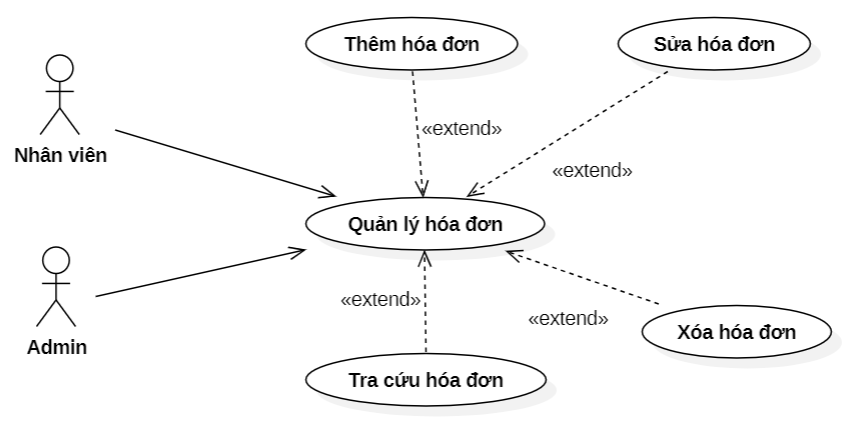 Thêm hóa đơn
Sửa hóa đơn
«extend»
Nhân viên
«extend»
Quản lý hóa đơn
«extend»
«extend»
Xóa hóa đơn
Admin
Tra cứu hóa đơn